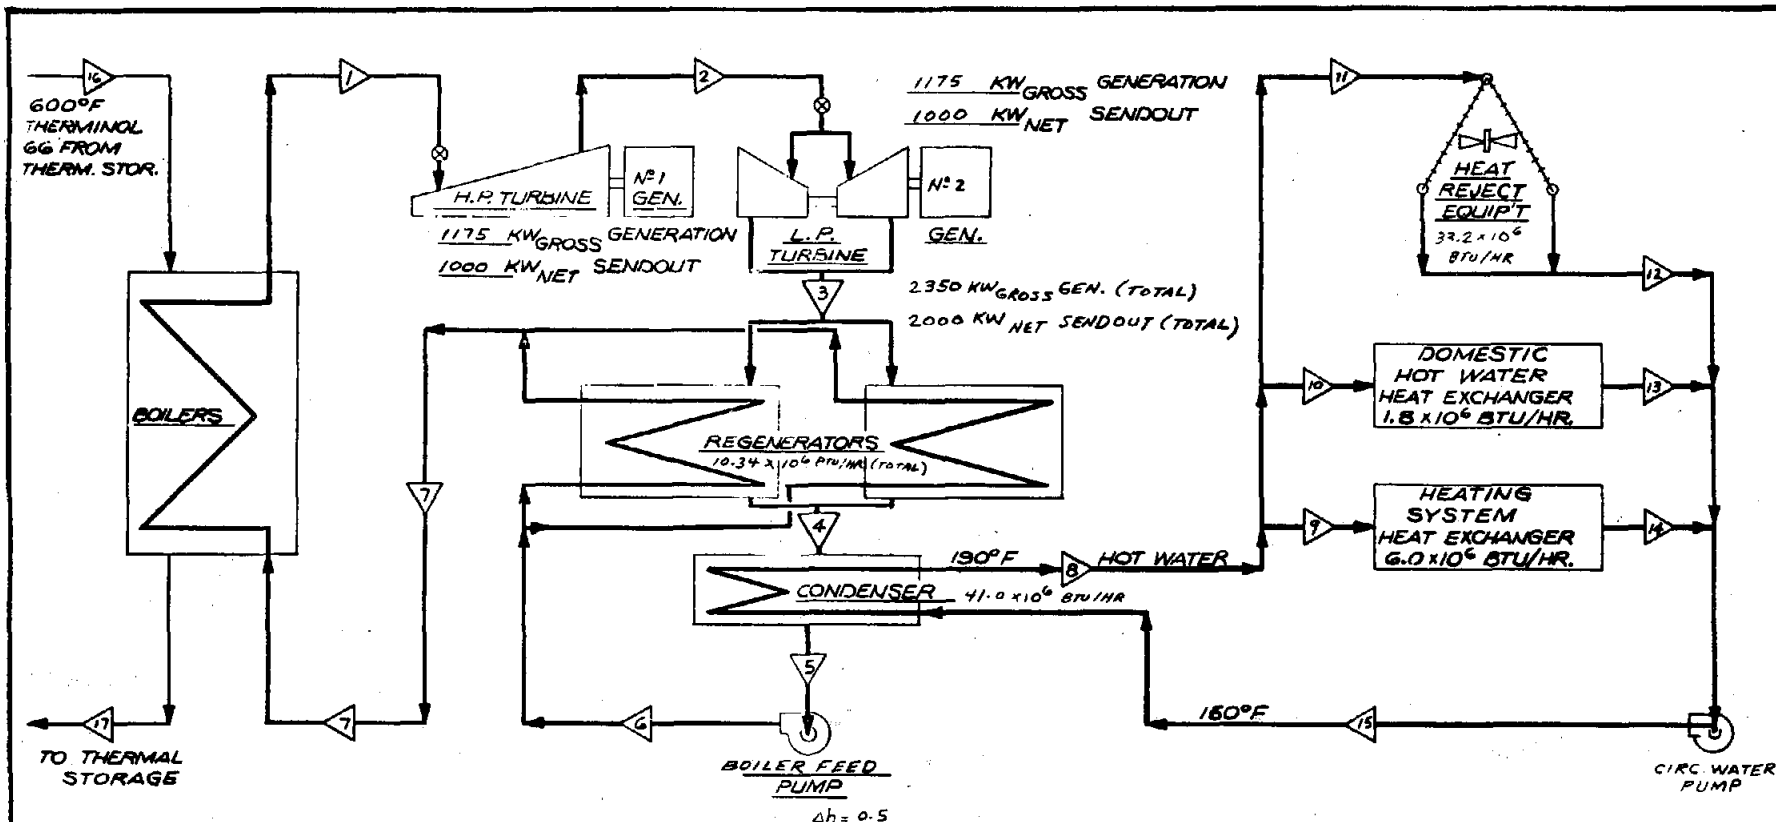 16
600°F
THERMINOL
66 FROM
THERM. STOR.
1
2
11
1175 KW GROSS GENERATION
1000 KW NET SENDOUT
H.P. TURBINE
Nº 1
GEN.
1175 KW GROSS GENERATION
1000 KW NET SENDOUT
Nº 2
GEN.
L.P.
TURBINE
HEAT
REJECT
EQUIP'T
33.2 x 10⁶
BTU/HR
12
3
2350 KW GROSS GEN. (TOTAL)
2000 KW NET SENDOUT (TOTAL)
BOILERS
REGENERATORS
10.34 x 10⁶ BTU/HR (TOTAL)
10
DOMESTIC
HOT WATER
HEAT EXCHANGER
1.8 x 10⁶ BTU/HR.
13
7
4
9
HEATING
SYSTEM
HEAT EXCHANGER
6.0 x 10⁶ BTU/HR.
14
190°F
8
HOT WATER
CONDENSER
41.0 x 10⁶ BTU/HR
5
17
TO THERMAL
STORAGE
7
6
BOILER FEED
PUMP
Δh = 0.5
160°F
15
CIRC. WATER
PUMP